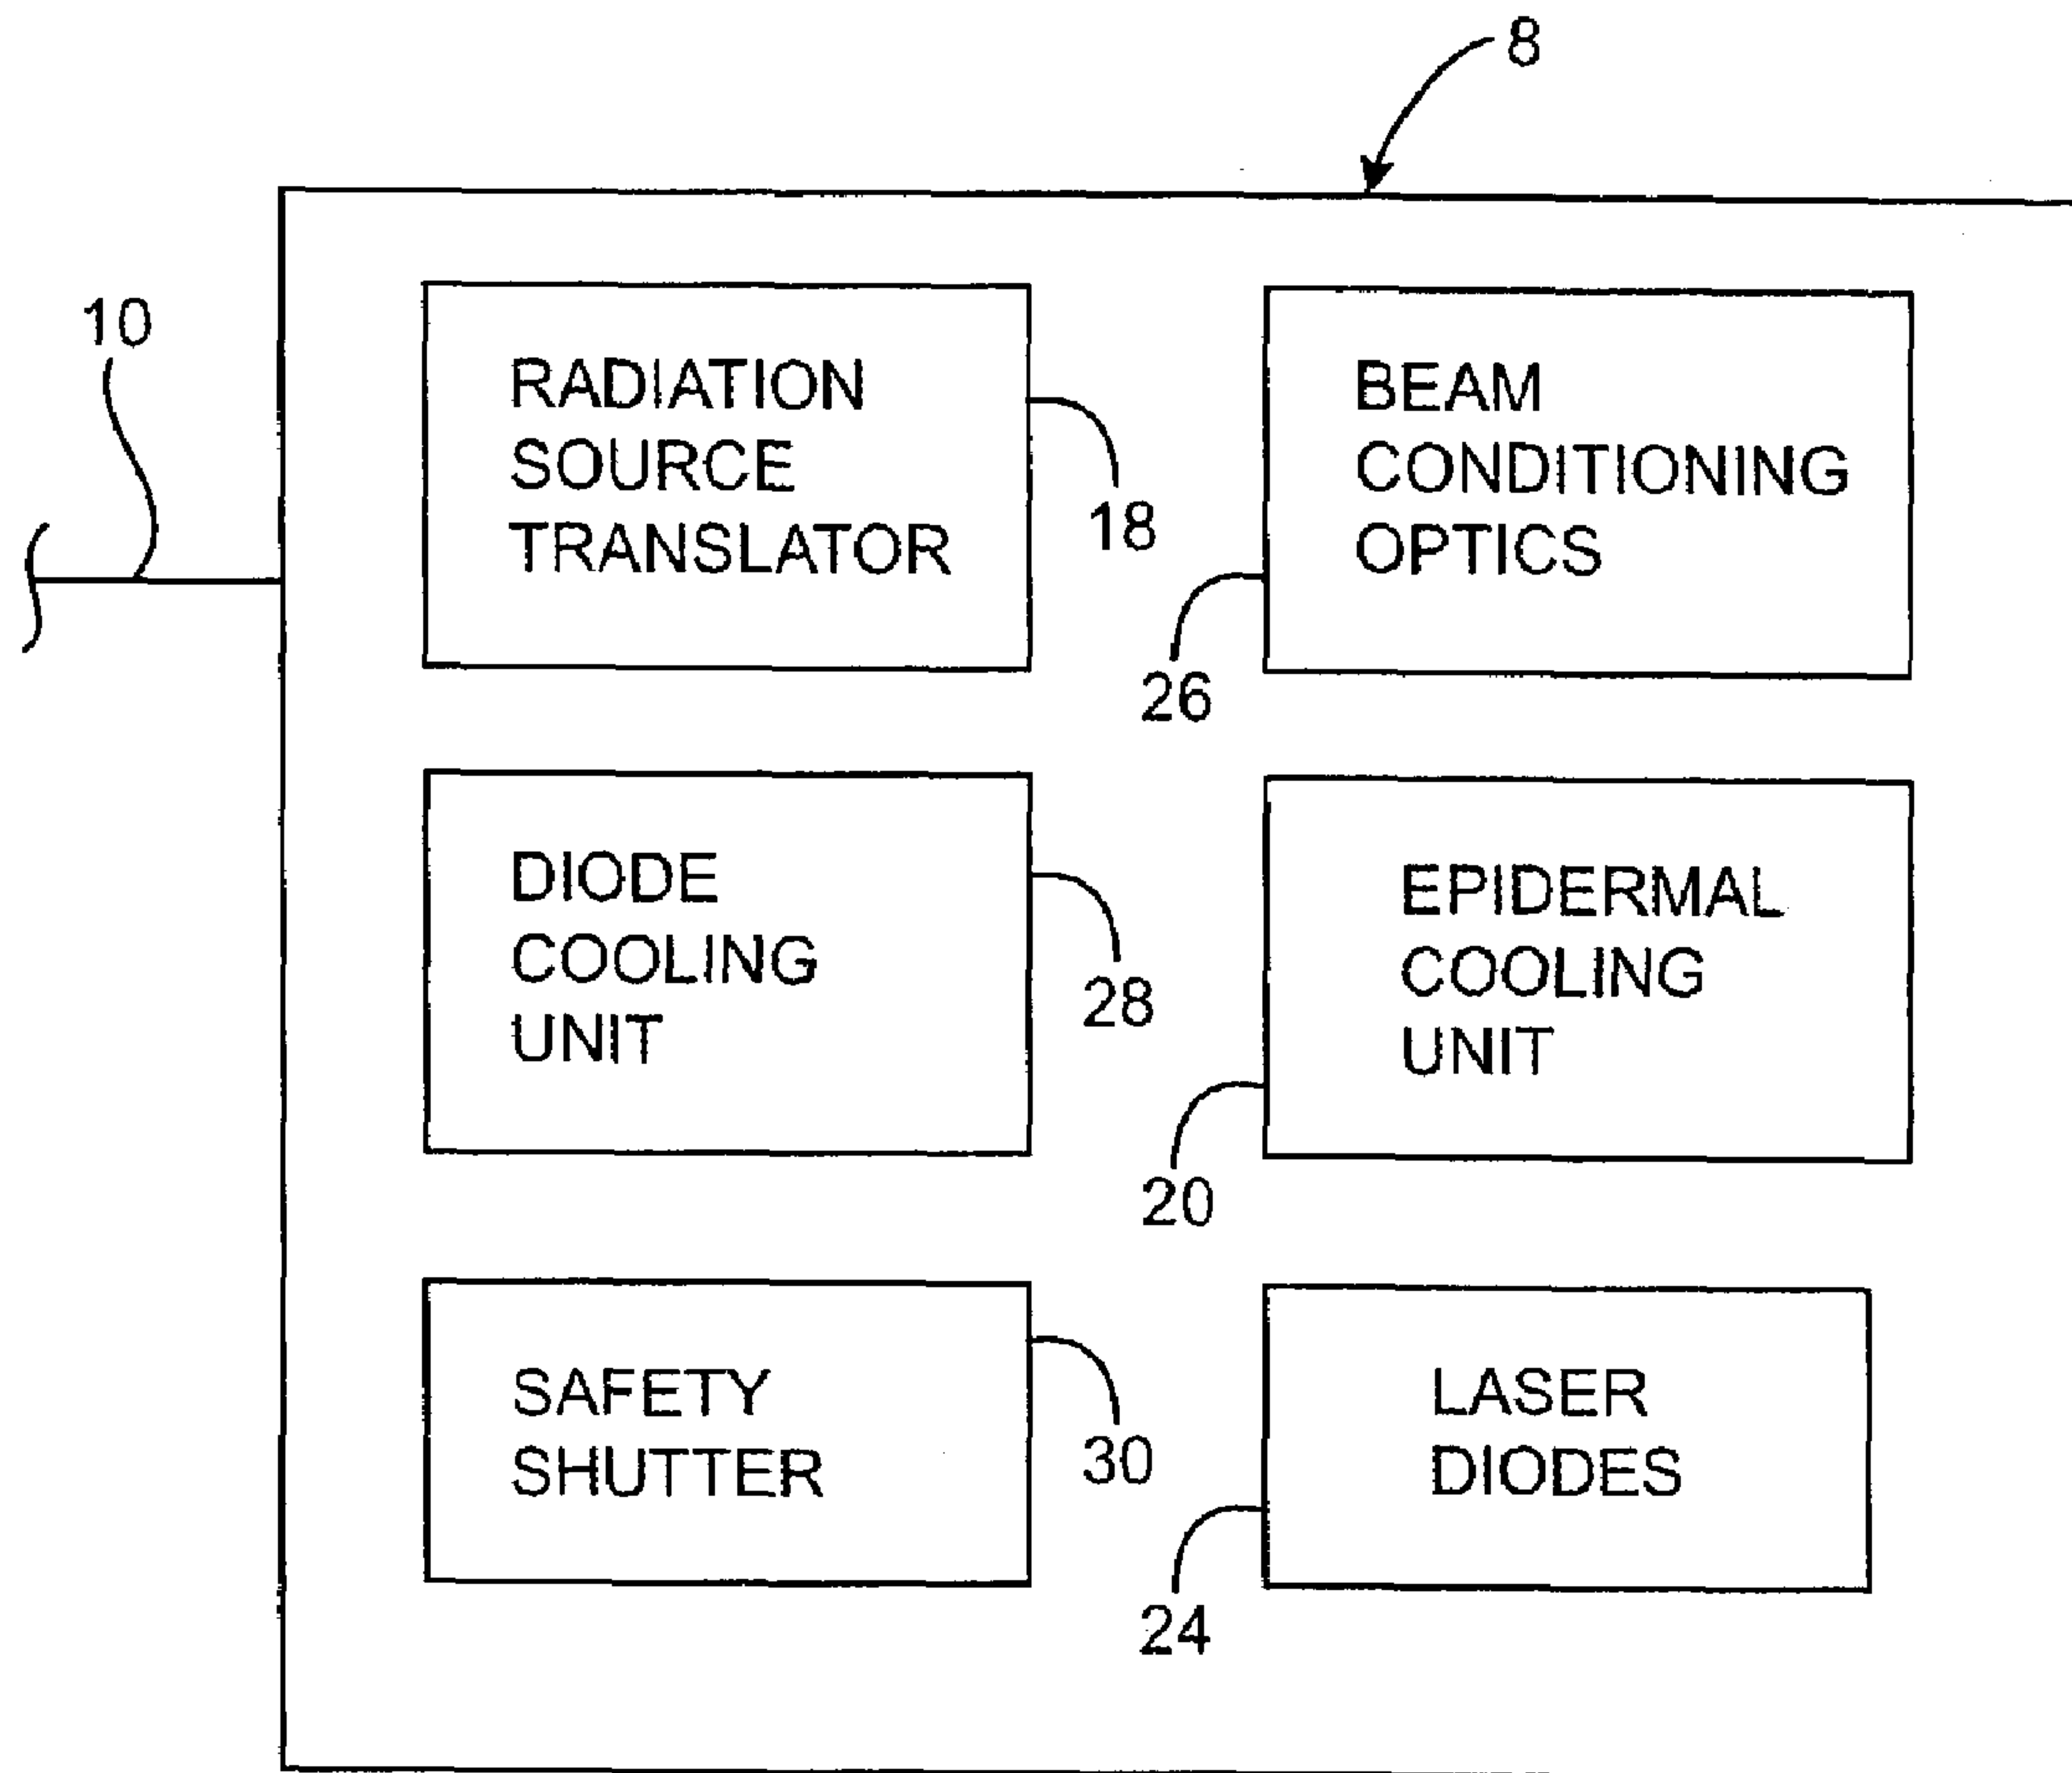 8
10
RADIATION
SOURCE
TRANSLATOR
18
BEAM
CONDITIONING
OPTICS
26
DIODE
COOLING
UNIT
28
EPIDERMAL
COOLING
UNIT
20
SAFETY
SHUTTER
30
LASER
DIODES
24